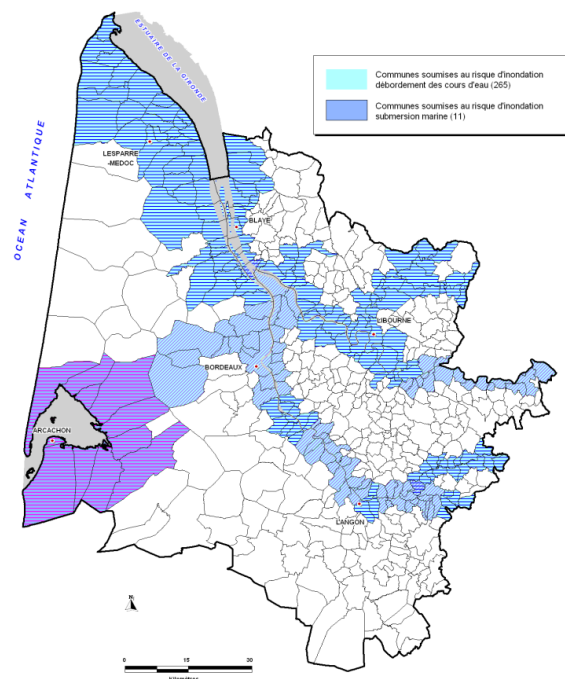 ESTUAIRE DE LA GIRONDE
Communes soumises au risque d'inondation
débordement des cours d'eau (265)
Communes soumises au risque d'inondation
submersion marine (11)
OCEAN ATLANTIQUE
LESPARRE
-MEDOC
BLAYE
LIBOURNE
BORDEAUX
ARCACHON
LANGON
N
0 15 30
Kilomètres